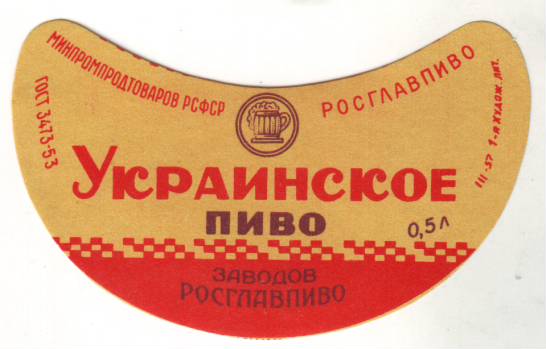 МИНПРОМПРОДТОВАРОВ РСФСР
РОСГЛАВПИВО
ГОСТ 3473-53
III-57 1-я ХУДОЖ. ЛИТ.
УКРАИНСКОЕ
ПИВО
0,5 л
ЗАВОДОВ
РОСГЛАВПИВО